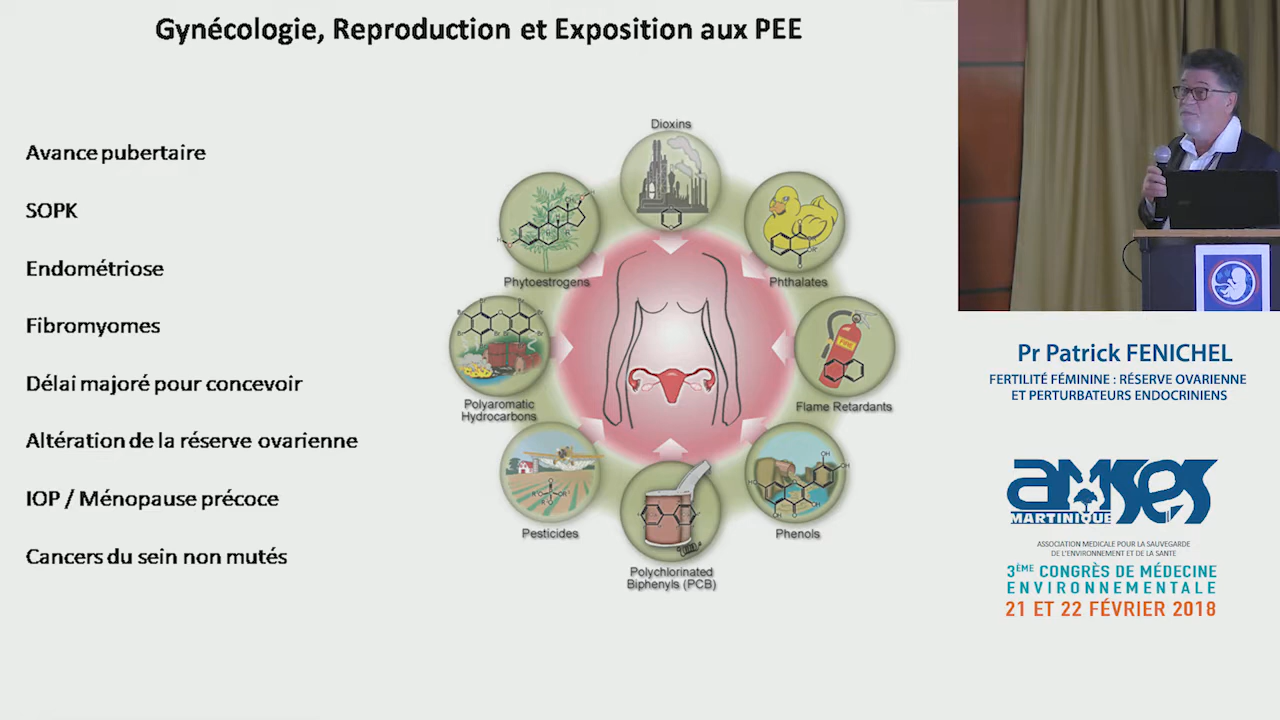 Gynécologie, Reproduction et Exposition aux PEE
Avance pubertaire
SOPK
Endométriose
Fibromyomes
Délai majoré pour concevoir
Altération de la réserve ovarienne
IOP / Ménopause précoce
Cancers du sein non mutés
Dioxins
Phthalates
Flame Retardants
FIRE
Phenols
Polychlorinated
Biphenyls (PCB)
Pesticides
Polyaromatic
Hydrocarbons
Phytoestrogens
Pr Patrick FENICHEL
FERTILITÉ FÉMININE : RÉSERVE OVARIENNE
ET PERTURBATEURS ENDOCRINIENS
amses
MARTINIQUE
ASSOCIATION MEDICALE POUR LA SAUVEGARDE
DE L'ENVIRONNEMENT ET DE LA SANTE
3ÈME CONGRÈS DE MÉDECINE
ENVIRONNEMENTALE
21 ET 22 FÉVRIER 2018